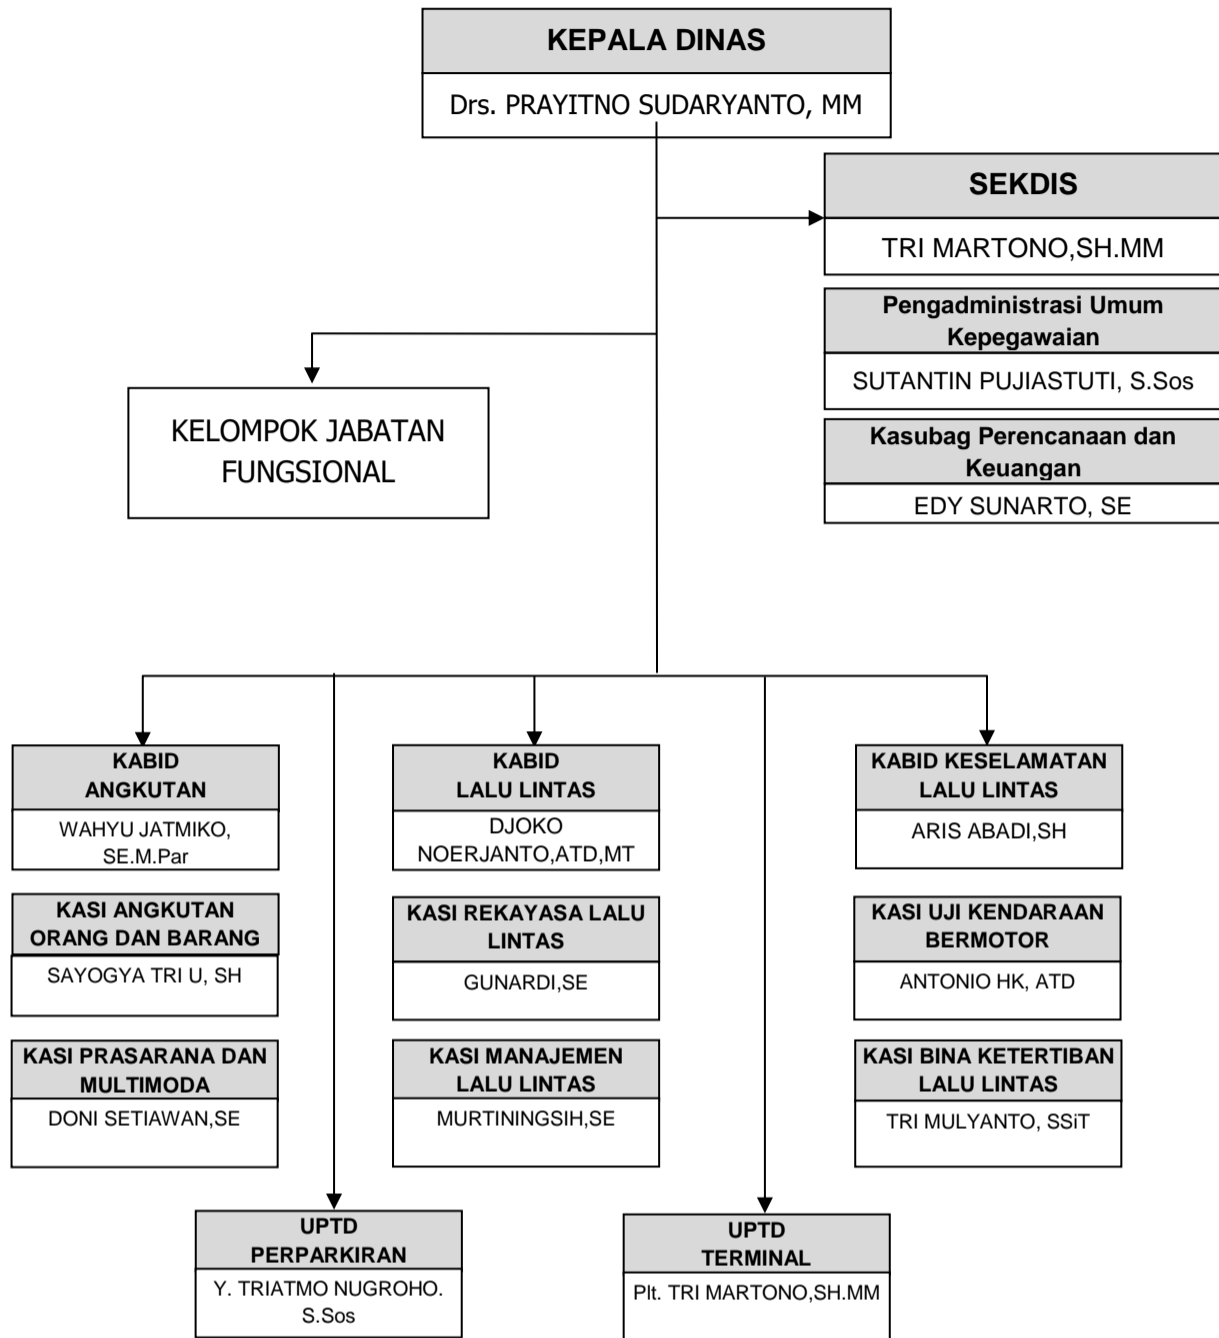 KEPALA DINAS
Drs. PRAYITNO SUDARYANTO, MM
SEKDIS
TRI MARTONO,SH.MM
Pengadministrasi Umum
Kepegawaian
SUTANTIN PUJIASTUTI, S.Sos
Kasubag Perencanaan dan
Keuangan
EDY SUNARTO, SE
KELOMPOK JABATAN
FUNGSIONAL
KABID
ANGKUTAN
WAHYU JATMIKO,
SE.M.Par
KASI ANGKUTAN
ORANG DAN BARANG
SAYOGYA TRI U, SH
KASI PRASARANA DAN
MULTIMODA
DONI SETIAWAN,SE
KABID
LALU LINTAS
DJOKO
NOERJANTO,ATD,MT
KASI REKAYASA LALU
LINTAS
GUNARDI,SE
KASI MANAJEMEN
LALU LINTAS
MURTININGSIH,SE
KABID KESELAMATAN
LALU LINTAS
ARIS ABADI,SH
KASI UJI KENDARAAN
BERMOTOR
ANTONIO HK, ATD
KASI BINA KETERTIBAN
LALU LINTAS
TRI MULYANTO, SSiT
UPTD
PERPARKIRAN
Y. TRIATMO NUGROHO.
S.Sos
UPTD
TERMINAL
Plt. TRI MARTONO,SH.MM